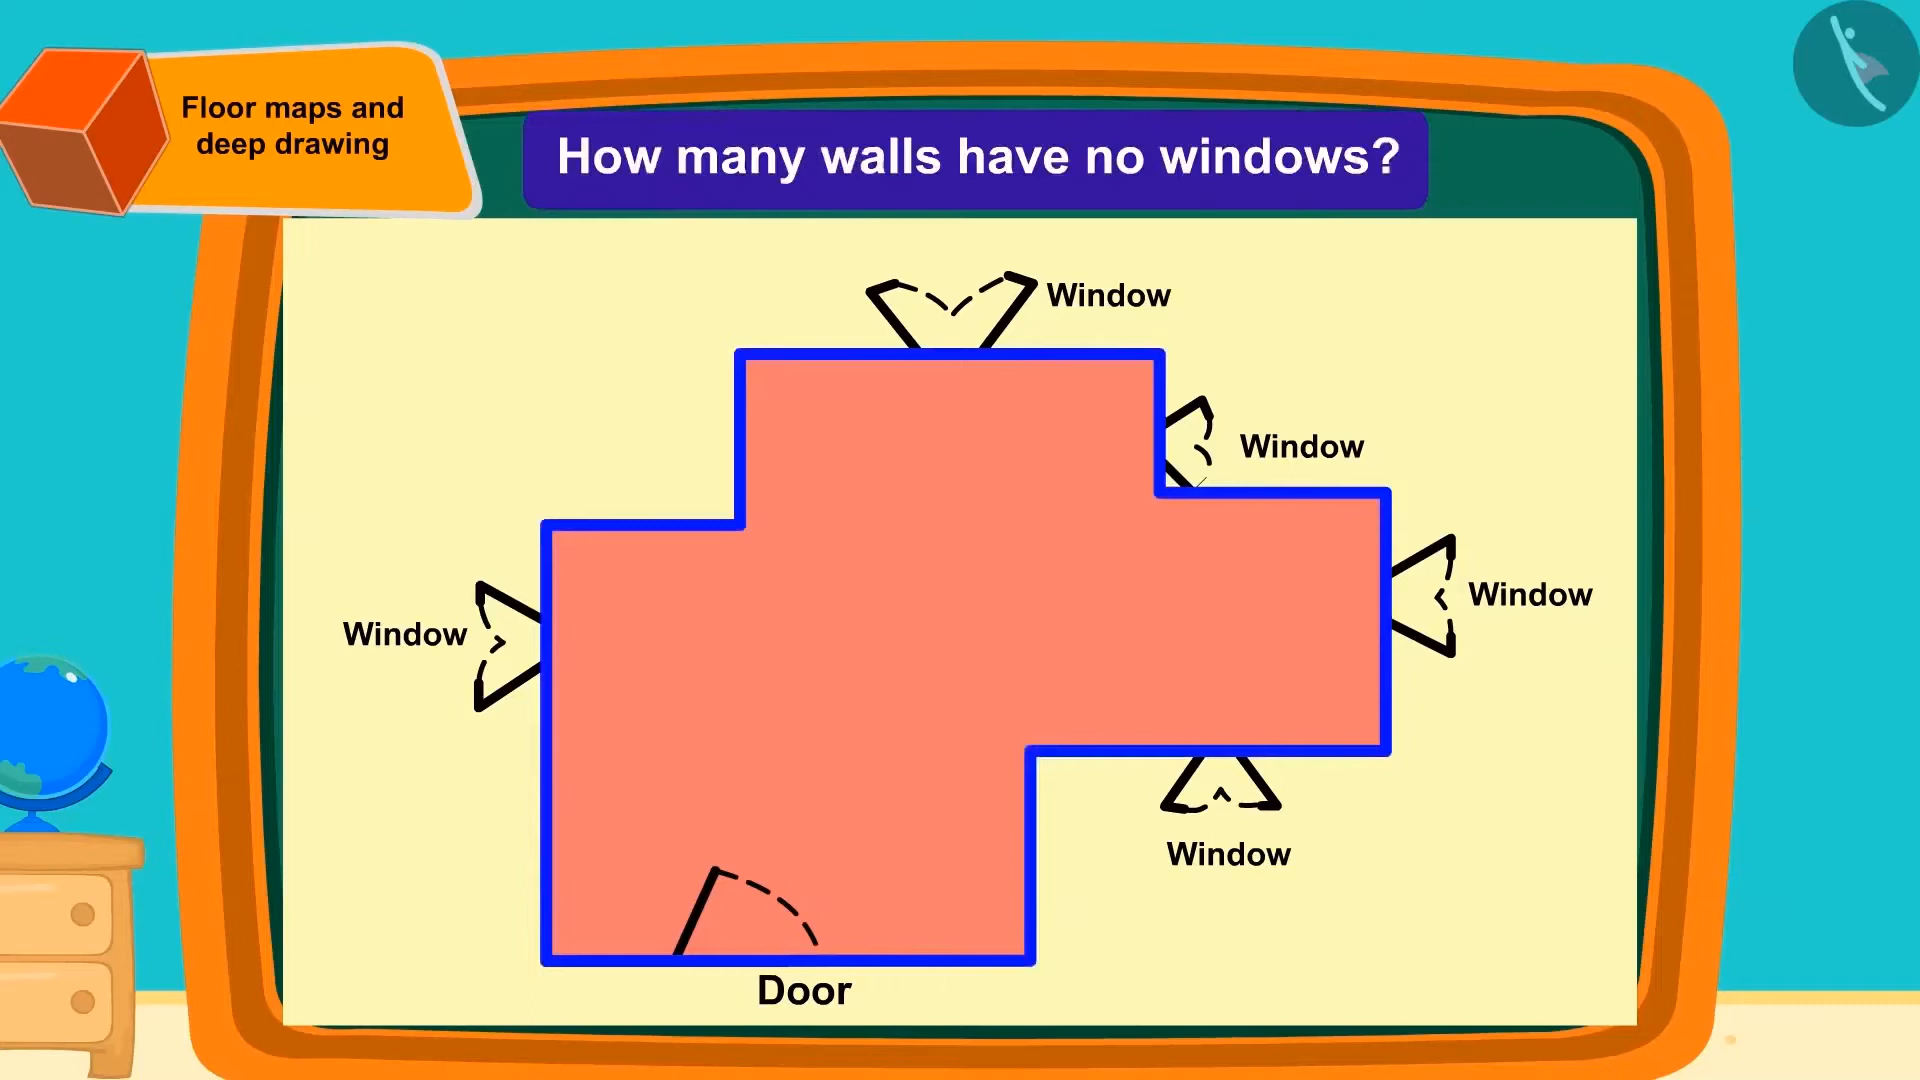 Floor maps and
deep drawing
How many walls have no windows?
Window
Window
Window
Window
Window
Door